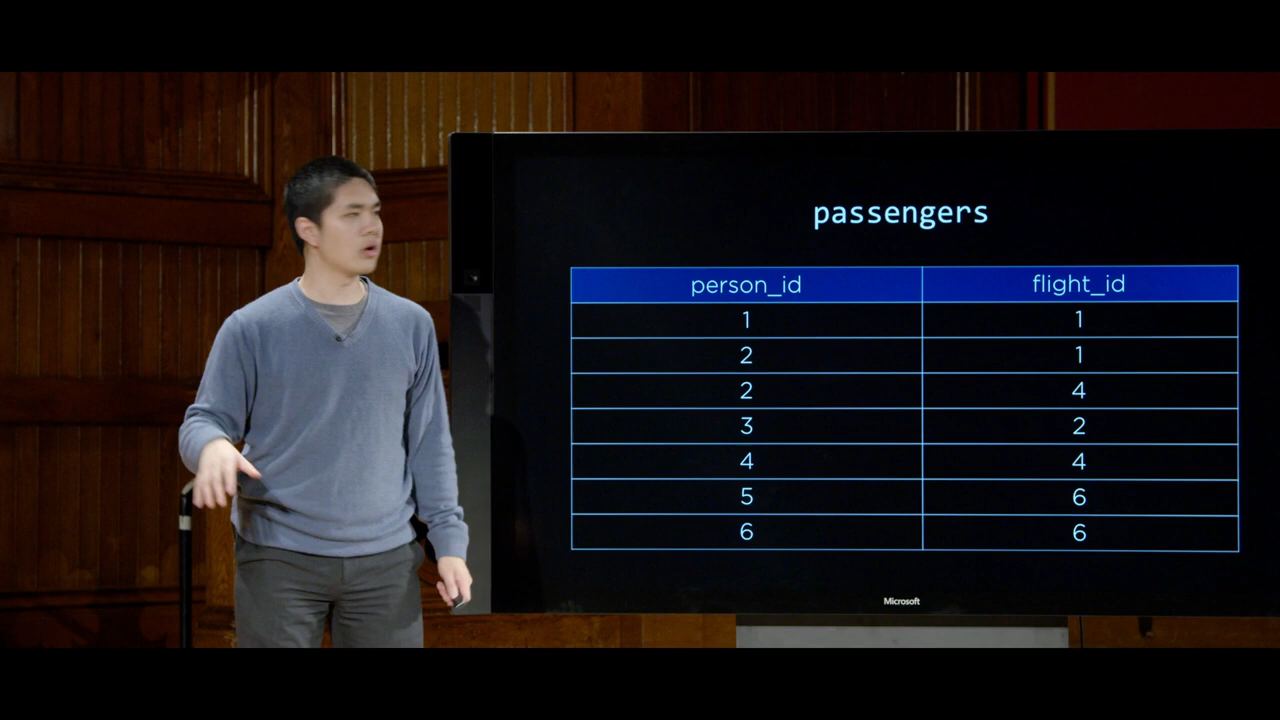 passengers
person_id flight_id
1 1
2 1
2 4
3 2
4 4
5 6
6 6
Microsoft